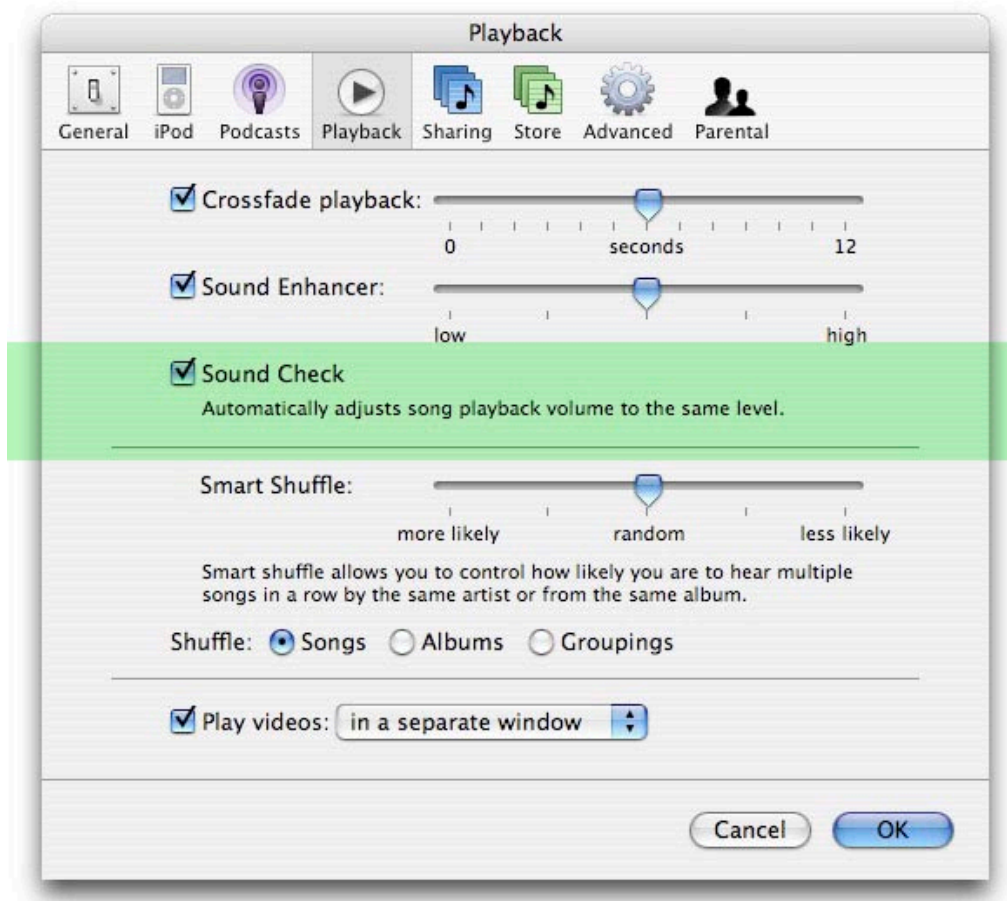 Playback
General iPod Podcasts Playback Sharing Store Advanced Parental
Crossfade playback:
0 seconds 12
Sound Enhancer:
low high
Sound Check
Automatically adjusts song playback volume to the same level.
Smart Shuffle:
more likely random less likely
Smart shuffle allows you to control how likely you are to hear multiple
songs in a row by the same artist or from the same album.
Shuffle: Songs Albums Groupings
Play videos: in a separate window
Cancel OK